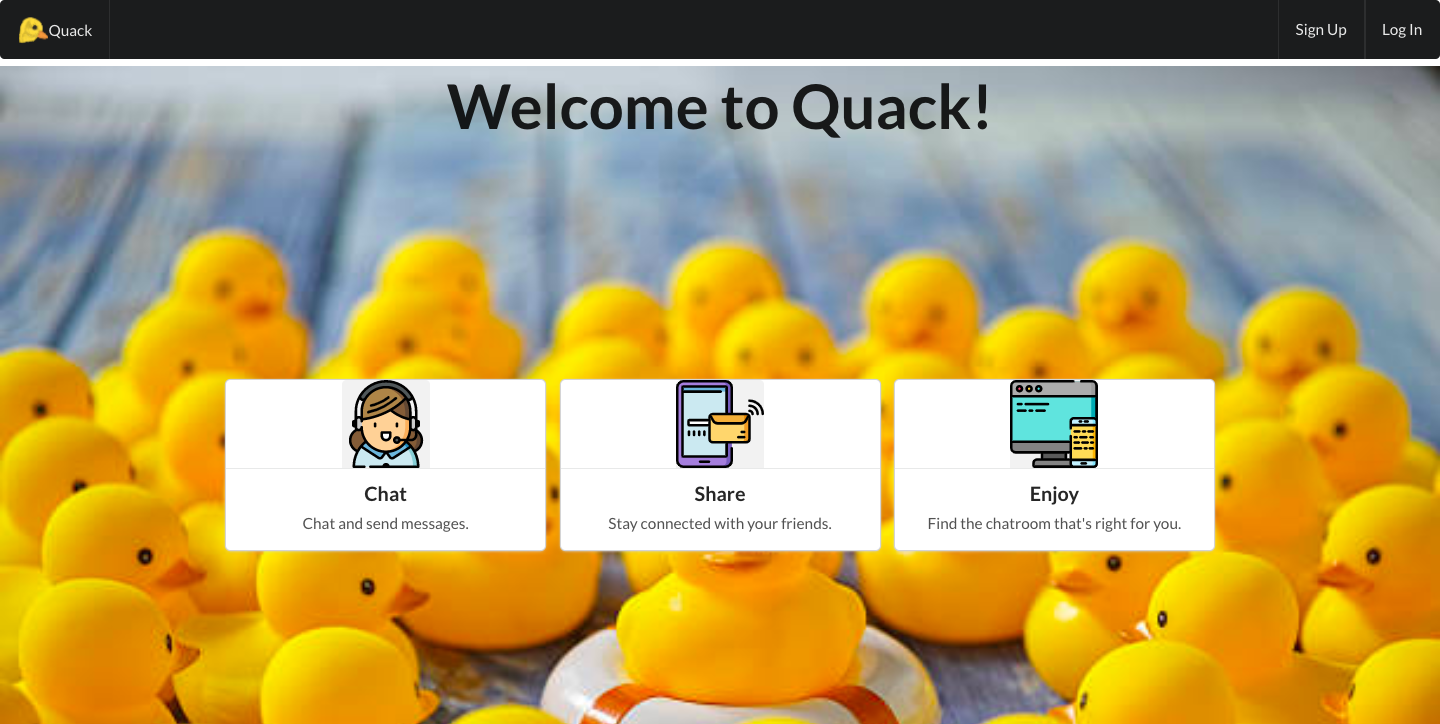 Quack
Sign Up
Log In
Welcome to Quack!
Chat
Chat and send messages.
Share
Stay connected with your friends.
Enjoy
Find the chatroom that's right for you.